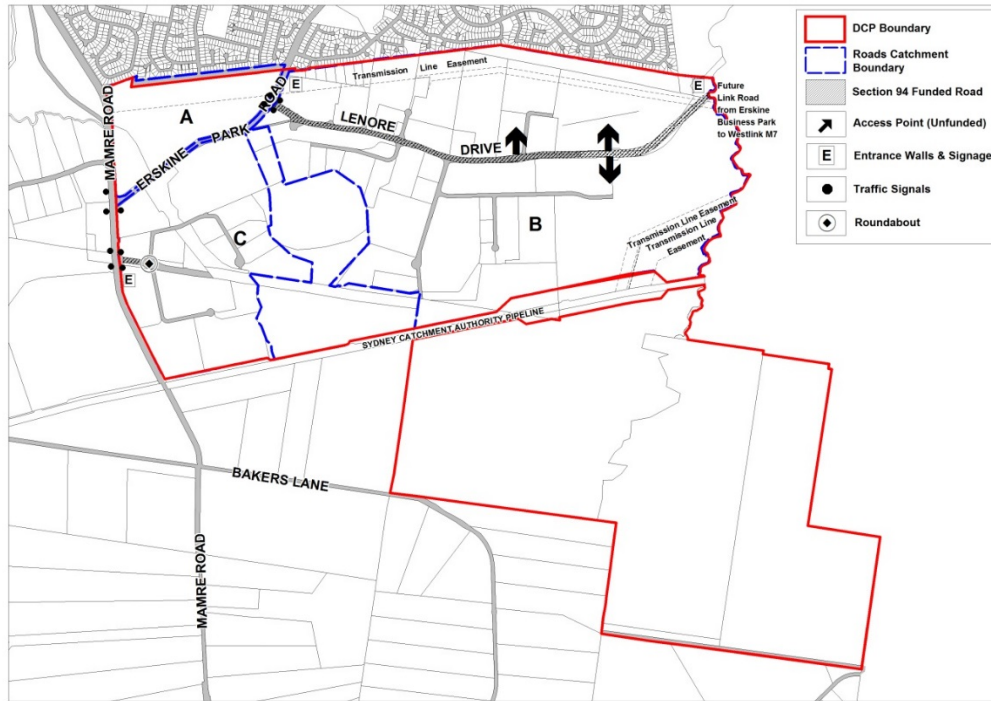 DCP Boundary
Roads Catchment
Boundary
Section 94 Funded Road
Access Point (Unfunded)
E
Entrance Walls & Signage
Traffic Signals
Roundabout
Transmission Line Easement
E
E
Future
Link Road
from Erskine
Business Park
to Westlink M7
MAMRE ROAD
A
ERSKINE PARK ROAD
LENORE DRIVE
C
B
Transmission Line Easement
Transmission Line
Easement
E
SYDNEY CATCHMENT AUTHORITY PIPELINE
BAKERS LANE
MAMRE ROAD